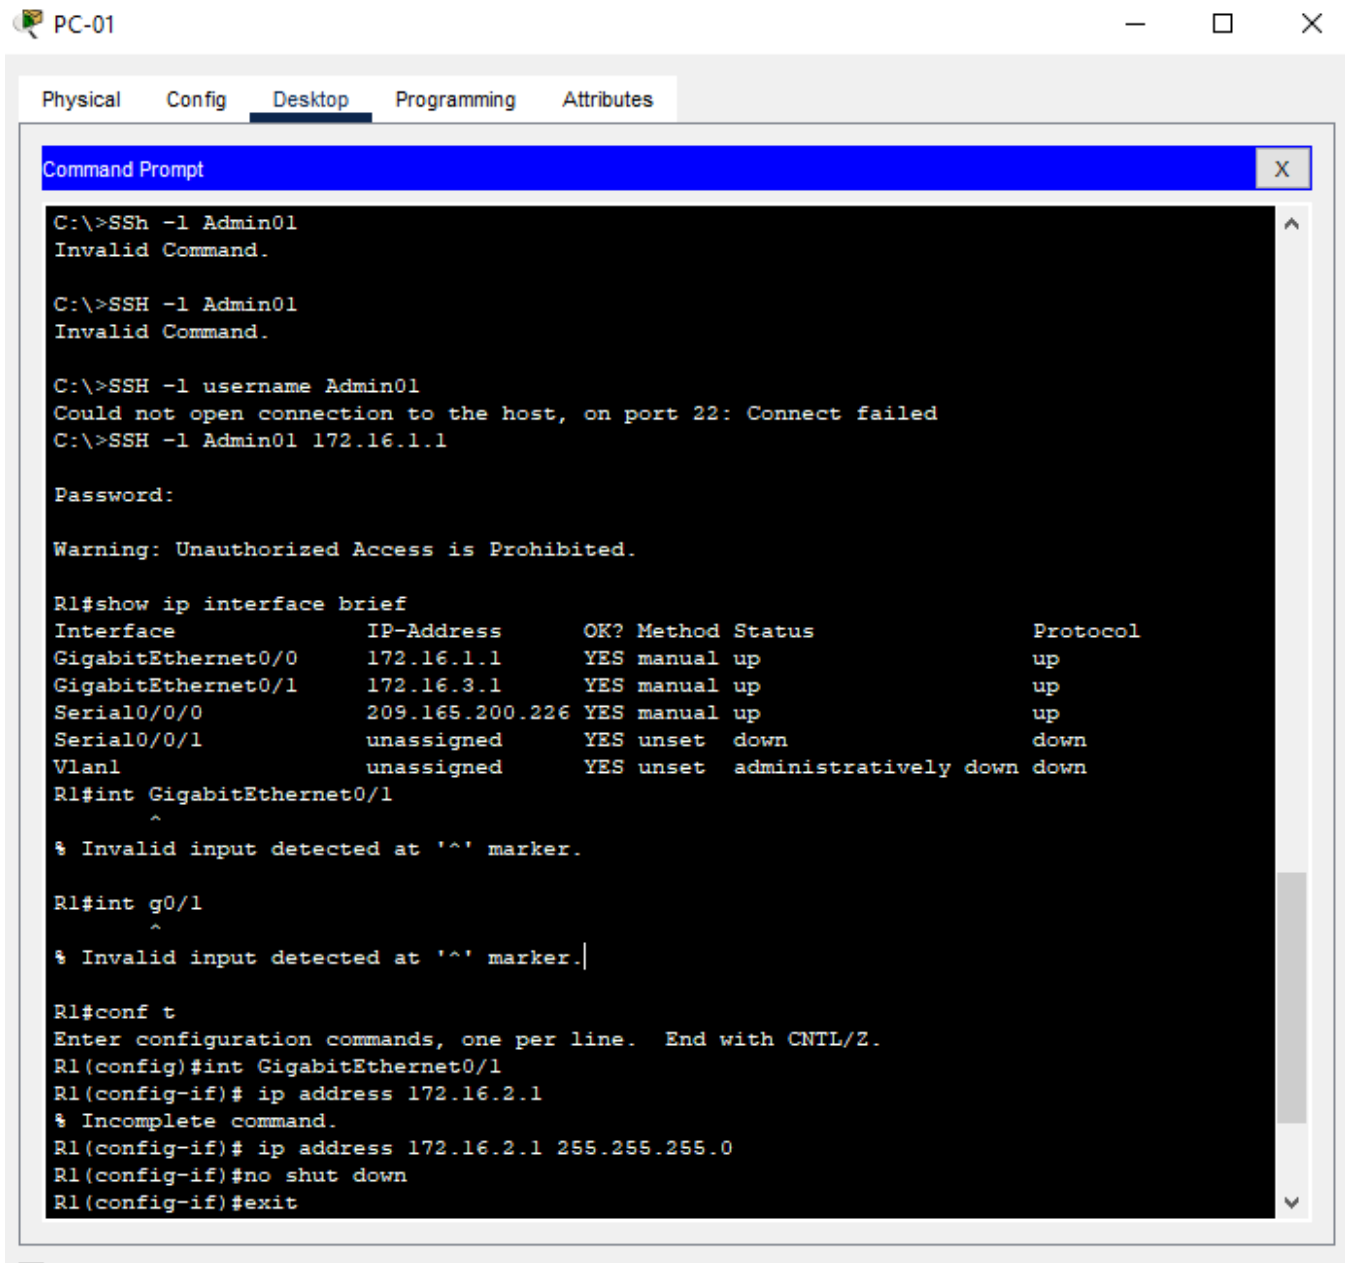 PC-01
Physical Config Desktop Programming Attributes
Command Prompt X
C:\>SSh -l Admin01
Invalid Command.
C:\>SSH -l Admin01
Invalid Command.
C:\>SSH -l username Admin01
Could not open connection to the host, on port 22: Connect failed
C:\>SSH -l Admin01 172.16.1.1
Password:
Warning: Unauthorized Access is Prohibited.
R1#show ip interface brief
Interface IP-Address OK? Method Status Protocol
GigabitEthernet0/0 172.16.1.1 YES manual up up
GigabitEthernet0/1 172.16.3.1 YES manual up up
Serial0/0/0 209.165.200.226 YES manual up up
Serial0/0/1 unassigned YES unset down down
Vlan1 unassigned YES unset administratively down down
R1#int GigabitEthernet0/1
^
% Invalid input detected at '^' marker.
R1#int g0/1
^
% Invalid input detected at '^' marker.
R1#conf t
Enter configuration commands, one per line. End with CNTL/Z.
R1(config)#int GigabitEthernet0/1
R1(config-if)# ip address 172.16.2.1
% Incomplete command.
R1(config-if)# ip address 172.16.2.1 255.255.255.0
R1(config-if)#no shut down
R1(config-if)#exit